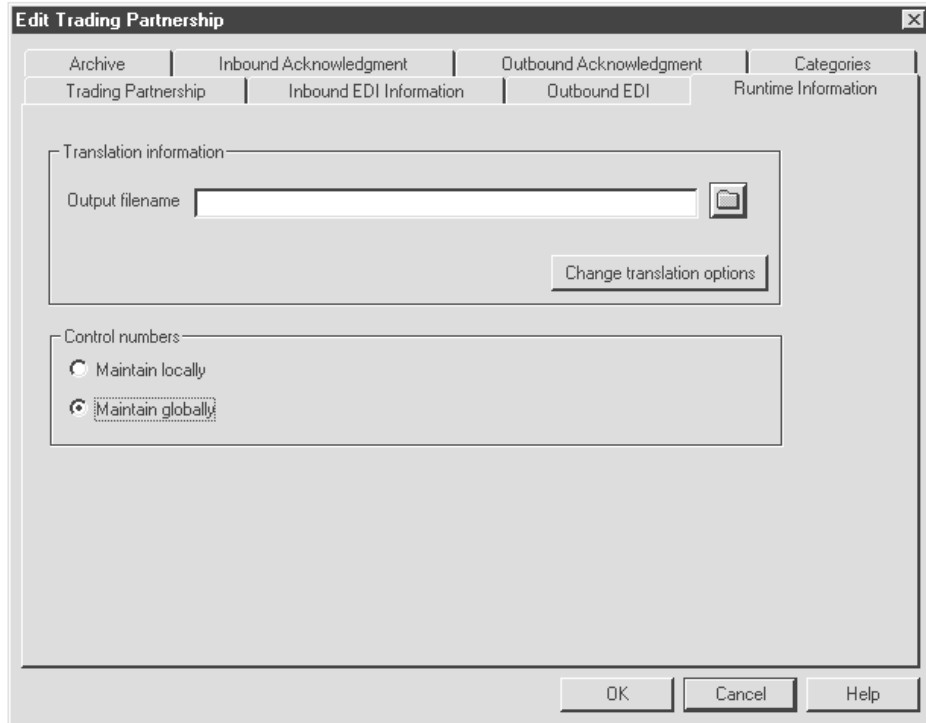 Edit Trading Partnership
Archive Inbound Acknowledgment Outbound Acknowledgment Categories
Trading Partnership Inbound EDI Information Outbound EDI Runtime Information
Translation information
Output filename
Change translation options
Control numbers
Maintain locally
Maintain globally
OK Cancel Help